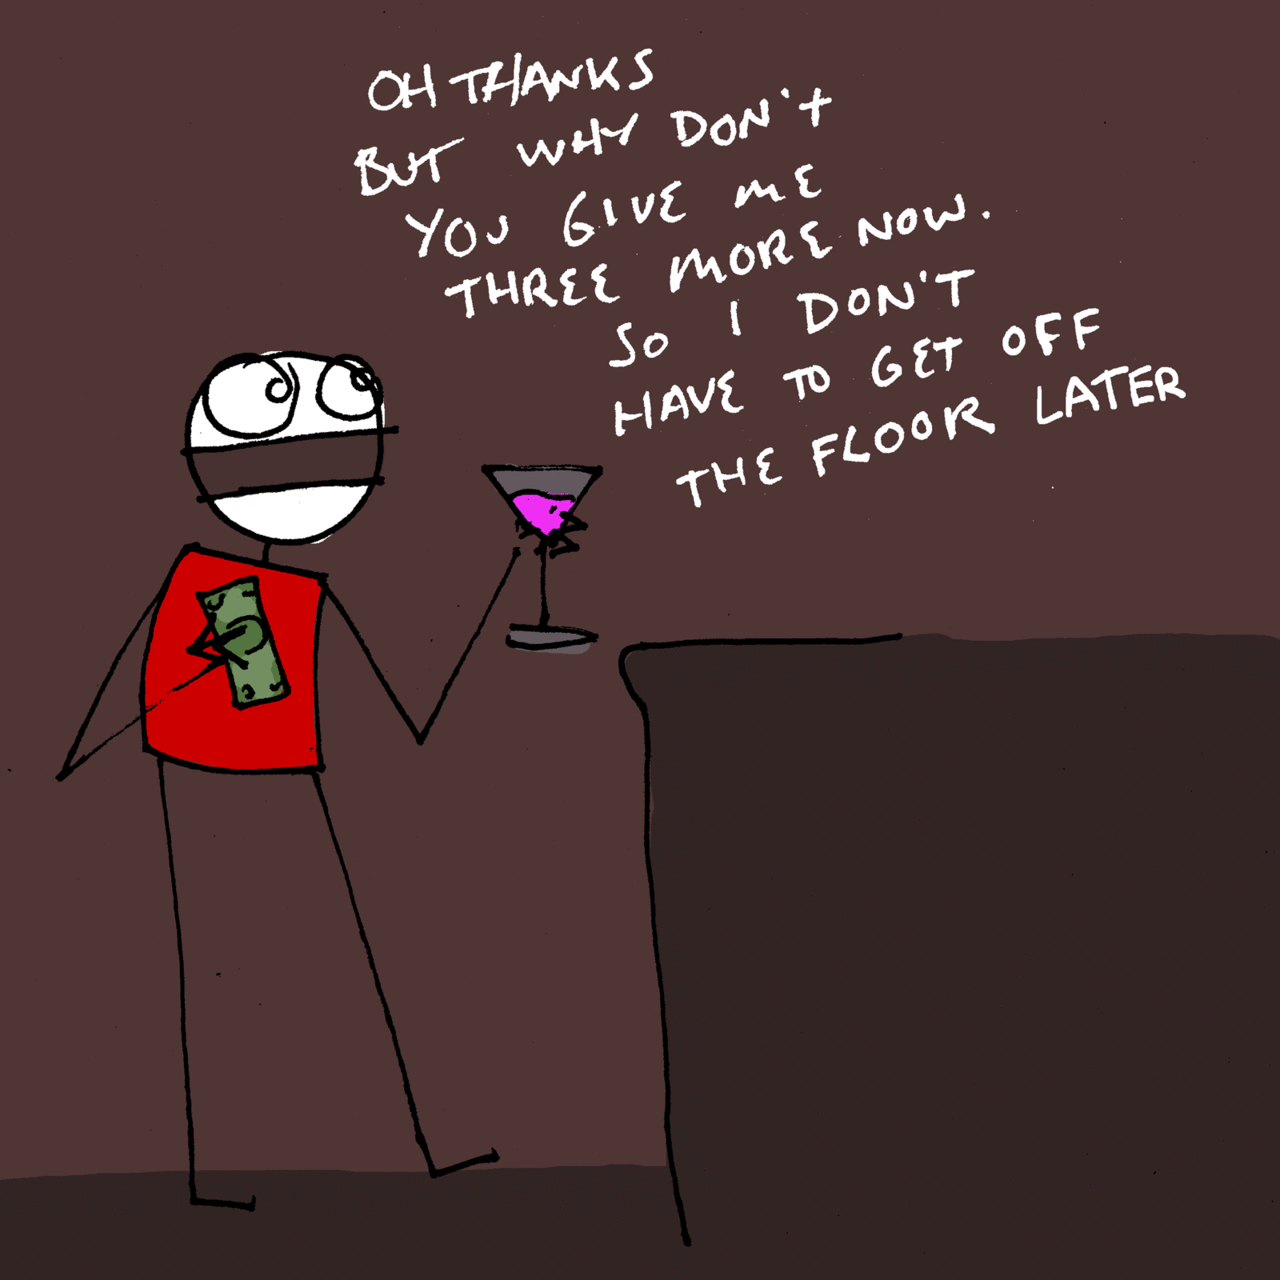 OH THANKS
BUT WHY DON'T
YOU GIVE ME
THREE MORE NOW.
SO I DON'T
HAVE TO GET OFF
THE FLOOR LATER